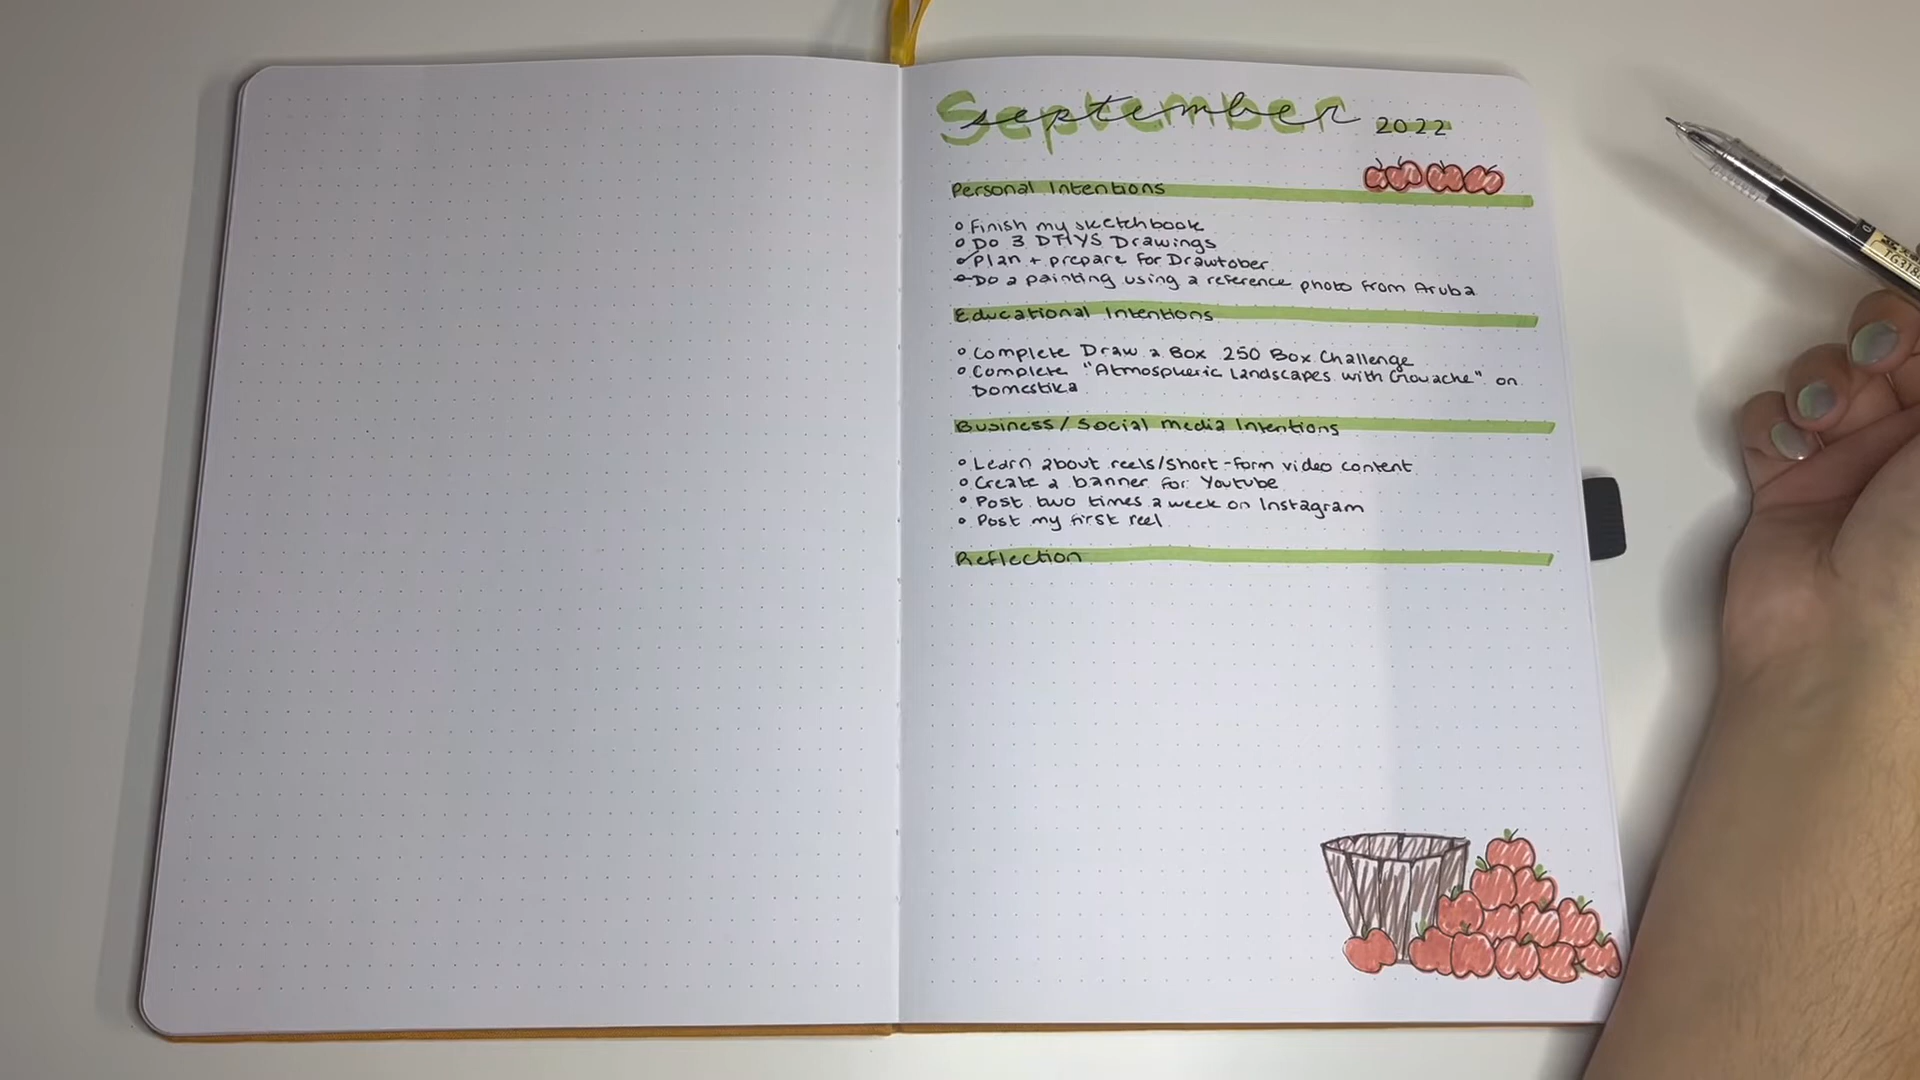 September
september 2022
Personal Intentions
Finish my sketchbook
Do 3 DTIYS Drawings
Plan + prepare for Drawtober
Do a painting using a reference photo from Aruba
Educational Intentions
Complete Draw a Box 250 Box Challenge
Complete "Atmospheric Landscapes with Gouache" on
Domestika
Business/Social Media Intentions
Learn about reels/short-form video content
Create a banner for Youtube
Post two times a week on Instagram
Post my first reel
Reflection